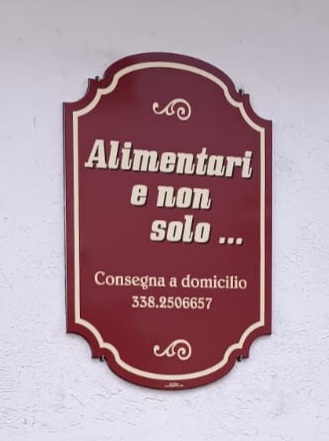 Alimentari
e non
solo ...
Consegna a domicilio
338.2506657